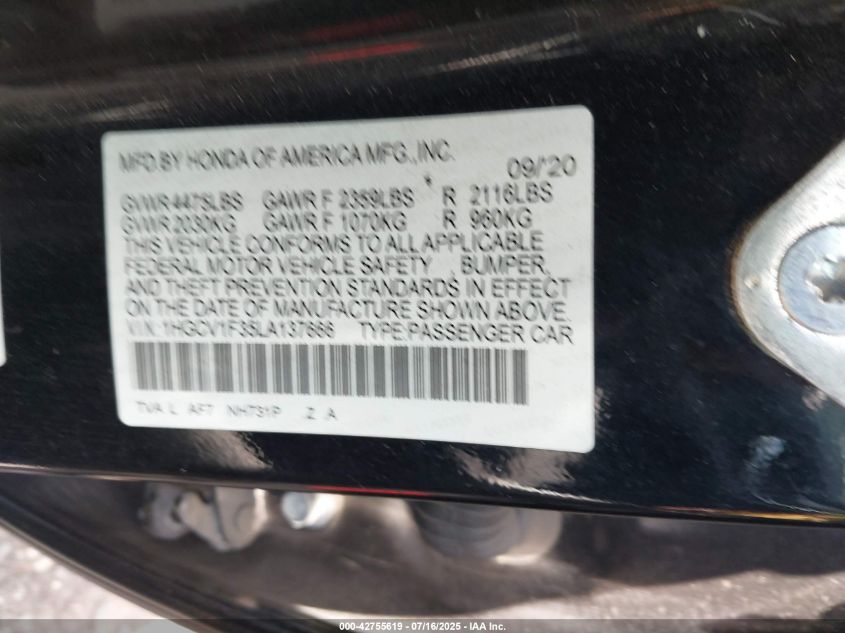 MFD.BY HONDA OF AMERICA MFG.,INC. 09/20
GVWR 4475LBS GAWR F 2359LBS R 2116LBS
GVWR 2030KG GAWR F 1070KG R 960KG
THIS VEHICLE CONFORMS TO ALL APPLICABLE
FEDERAL MOTOR VEHICLE SAFETY , BUMPER,
AND THEFT PREVENTION STANDARDS IN EFFECT
ON THE DATE OF MANUFACTURE SHOWN ABOVE.
VIN:1HGCV1F35LA137666 TYPE:PASSENGER CAR
TVA L AF7 NH731P Z A
000-42755619 - 07/16/2025 - IAA Inc.